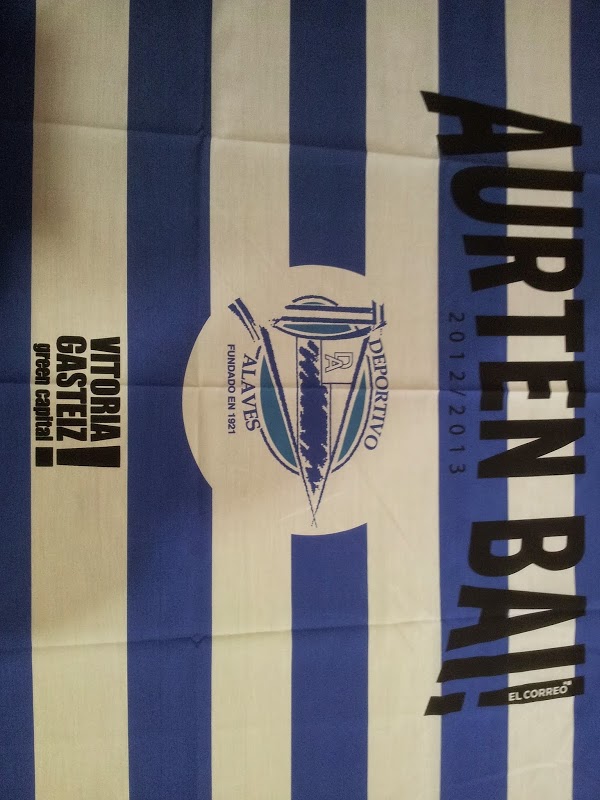 AURTEN BAI!
EL CORREO
2012/2013
DEPORTIVO
DA
ALAVES
FUNDADO EN 1921
VITORIA
GASTEIZ
green capital